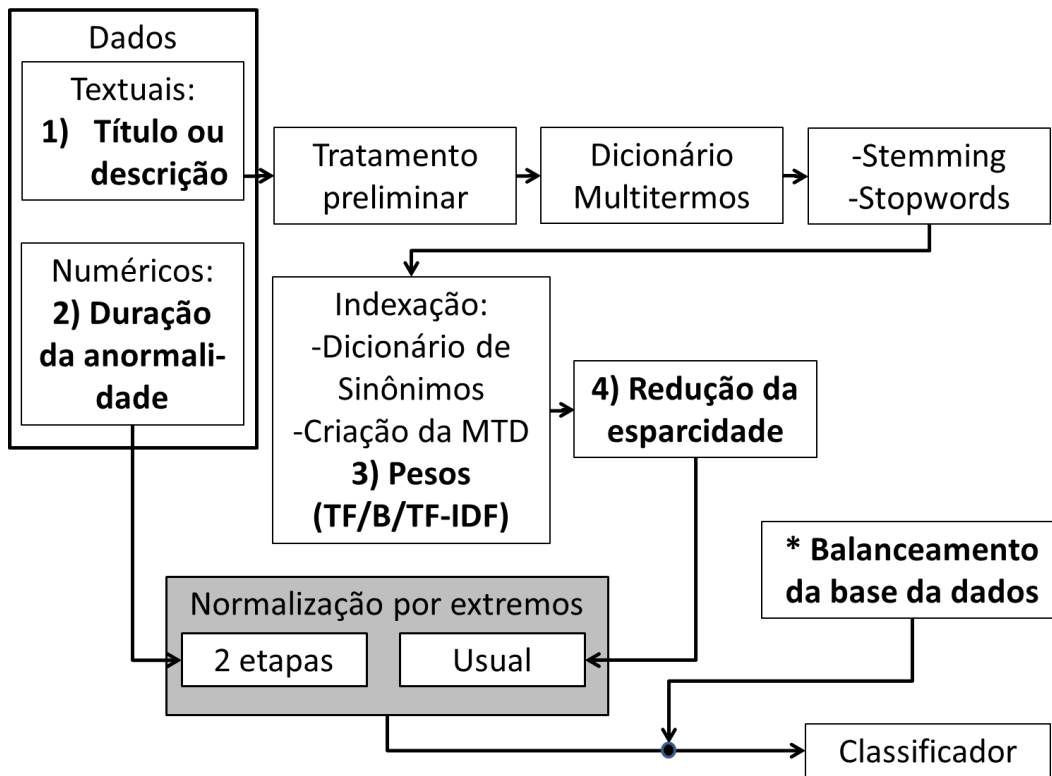 Dados
Textuais:
1) Título ou
descrição
Tratamento
preliminar
Dicionário
Multitermos
-Stemming
-Stopwords
Numéricos:
2) Duração
da anormali-
dade
Indexação:
-Dicionário de
Sinônimos
-Criação da MTD
3) Pesos
(TF/B/TF-IDF)
4) Redução da
esparcidade
* Balanceamento
da base da dados
Normalização por extremos
2 etapas
Usual
Classificador